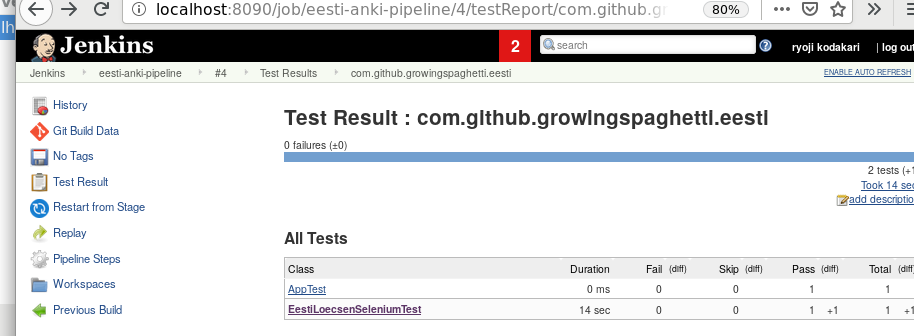 localhost:8090/job/eesti-anki-pipeline/4/testReport/com.github.gr
80%
Jenkins
2
search
?
ryoji kodakari
| log out
Jenkins
eesti-anki-pipeline
#4
Test Results
com.github.growingspaghetti.eesti
ENABLE AUTO REFRESH
History
Git Build Data
No Tags
Test Result
Restart from Stage
Replay
Pipeline Steps
Workspaces
Previous Build
Test Result : com.github.growingspaghetti.eesti
0 failures (±0)
2 tests (+1
Took 14 sec
add descriptio
All Tests
Class Duration Fail (diff) Skip (diff) Pass (diff) Total (diff
AppTest 0 ms 0 0 1 1
EestiLoecsenSeleniumTest 14 sec 0 0 1 +1 1 +1